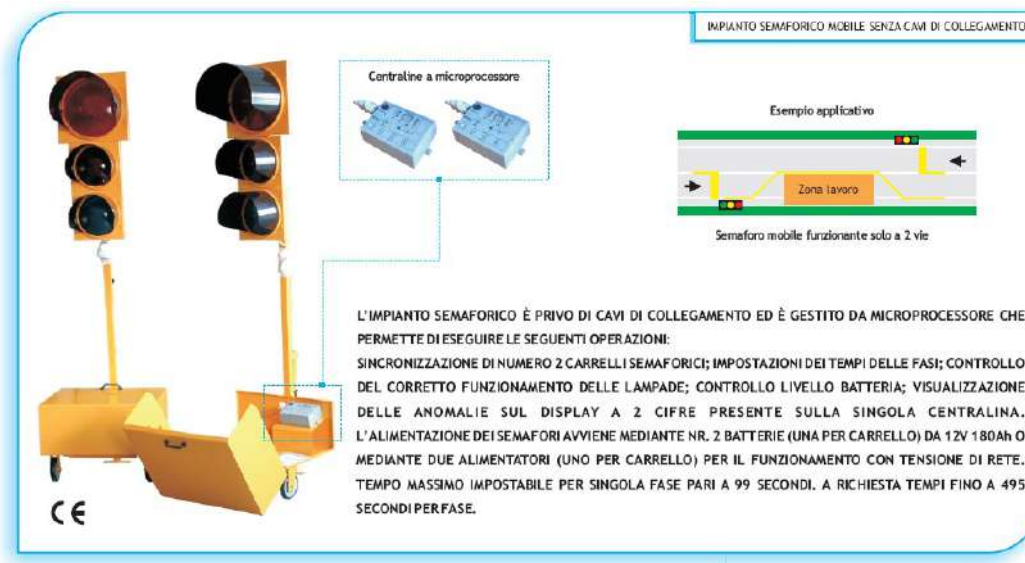 IMPIANTO SEMAFORICO MOBILE SENZA CAVI DI COLLEGAMENTO
Centraline a microprocessore
Esempio applicativo
Zona lavoro
Semaforo mobile funzionante solo a 2 vie
L'IMPIANTO SEMAFORICO È PRIVO DI CAVI DI COLLEGAMENTO ED È GESTITO DA MICROPROCESSORE CHE
PERMETTE DI ESEGUIRE LE SEGUENTI OPERAZIONI:
SINCRONIZZAZIONE DI NUMERO 2 CARRELLI SEMAFORICI; IMPOSTAZIONI DEI TEMPI DELLE FASI; CONTROLLO
DEL CORRETTO FUNZIONAMENTO DELLE LAMPADE; CONTROLLO LIVELLO BATTERIA; VISUALIZZAZIONE
DELLE ANOMALIE SUL DISPLAY A 2 CIFRE PRESENTE SULLA SINGOLA CENTRALINA.
L'ALIMENTAZIONE DEI SEMAFORI AVVIENE MEDIANTE NR. 2 BATTERIE (UNA PER CARRELLO) DA 12V 180Ah O
MEDIANTE DUE ALIMENTATORI (UNO PER CARRELLO) PER IL FUNZIONAMENTO CON TENSIONE DI RETE.
TEMPO MASSIMO IMPOSTABILE PER SINGOLA FASE PARI A 99 SECONDI. A RICHIESTA TEMPI FINO A 495
SECONDI PER FASE.
CE